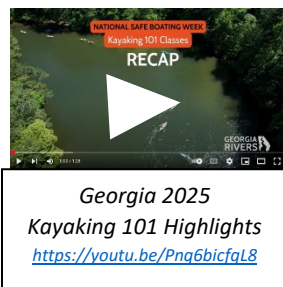 NATIONAL SAFE BOATING WEEK
Kayaking 101 Classes
RECAP
GEORGIA
RIVERS
Georgia 2025
Kayaking 101 Highlights
https://youtu.be/Pnq6bicfqL8